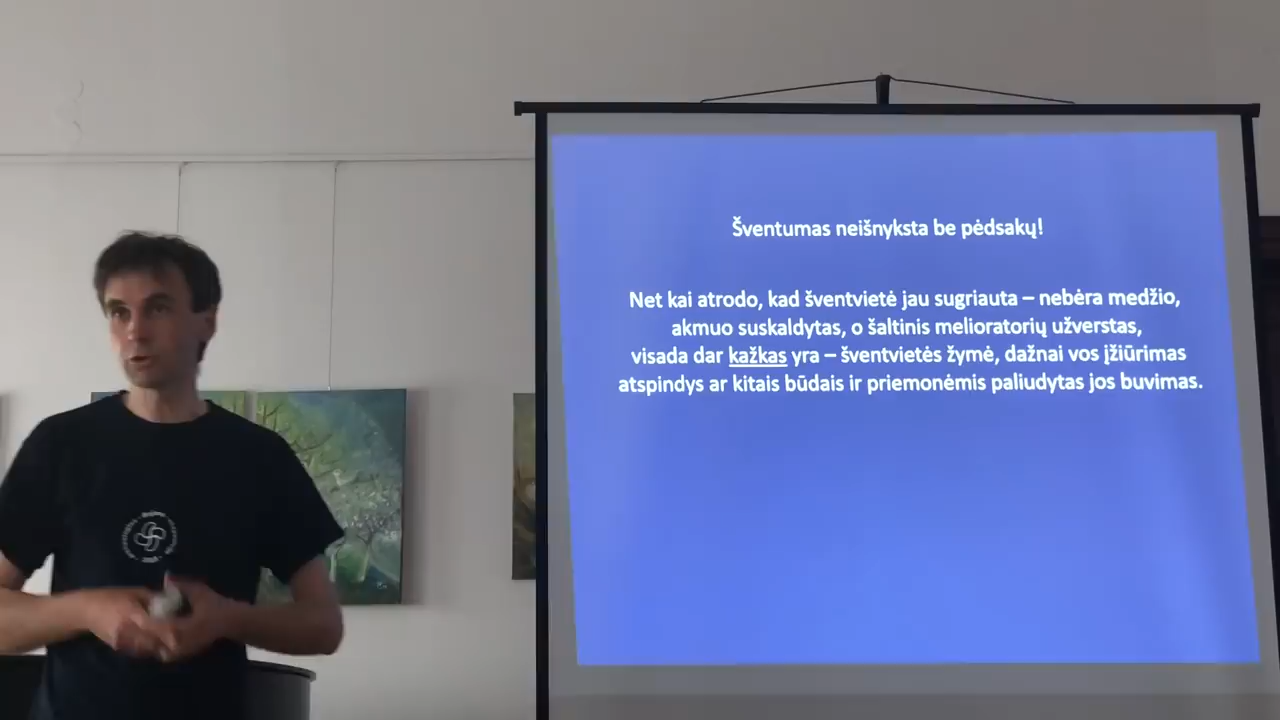 Šventumas neišnyksta be pėdsakų!
Net kai atrodo, kad šventvietė jau sugriauta – nebėra medžio,
akmuo suskaldytas, o šaltinis melioratorių užverstas,
visada dar kažkas yra – šventvietės žymė, dažnai vos įžiūrimas
atspindys ar kitais būdais ir priemonėmis paliudytas jos buvimas.